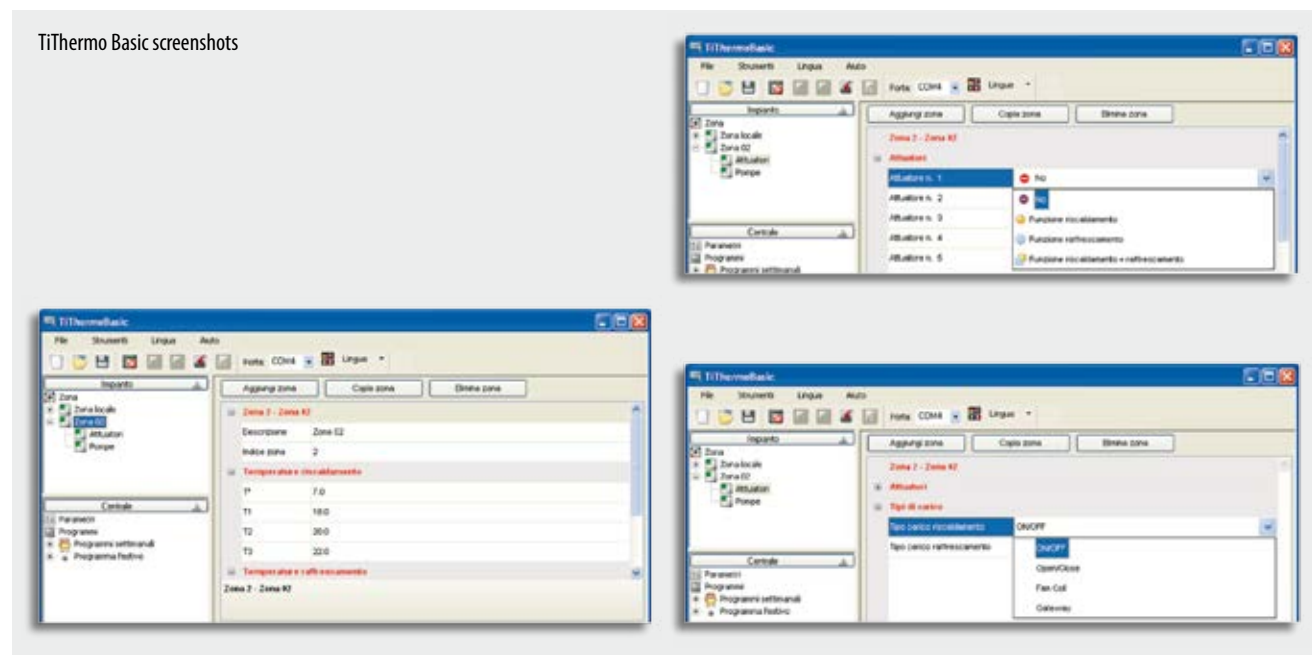 TiThermo Basic screenshots
TiThermoBasic
File Strumenti Lingua Aiuto
Porta: COM4 Lingue
Impianto
Zona
Zona locale
Zona 02
Attuatori
Pompe
Centrale
Parametri
Programmi
Programmi settimanali
Aggiungi zona Copia zona Elimina zona
Zona 2 - Zona 02
Attuatori
Attuatore n. 1 No
Attuatore n. 2 No
Attuatore n. 3 Funzione riscaldamento
Attuatore n. 4 Funzione raffrescamento
Attuatore n. 5 Funzione riscaldamento + raffrescamento
TiThermoBasic
File Strumenti Lingua Aiuto
Porta: COM4 Lingue
Impianto
Zona
Zona locale
Zona 02
Attuatori
Pompe
Centrale
Parametri
Programmi
Programmi settimanali
Programma festivo
Aggiungi zona Copia zona Elimina zona
Zona 2 - Zona 02
Descrizione Zona 02
Indice zona 2
Temperature riscaldamento
T* 7.0
T1 18.0
T2 20.0
T3 22.0
Temperature raffrescamento
Zona 2 - Zona 02
TiThermoBasic
File Strumenti Lingua Aiuto
Porta: COM4 Lingue
Impianto
Zona
Zona locale
Zona 02
Attuatori
Pompe
Centrale
Parametri
Programmi
Programmi settimanali
Programma festivo
Aggiungi zona Copia zona Elimina zona
Zona 2 - Zona 02
Attuatori
Tipi di carico
Tipo carico riscaldamento ON/OFF
Tipo carico raffrescamento ON/OFF
Open/Close
Fan Coil
Gateway